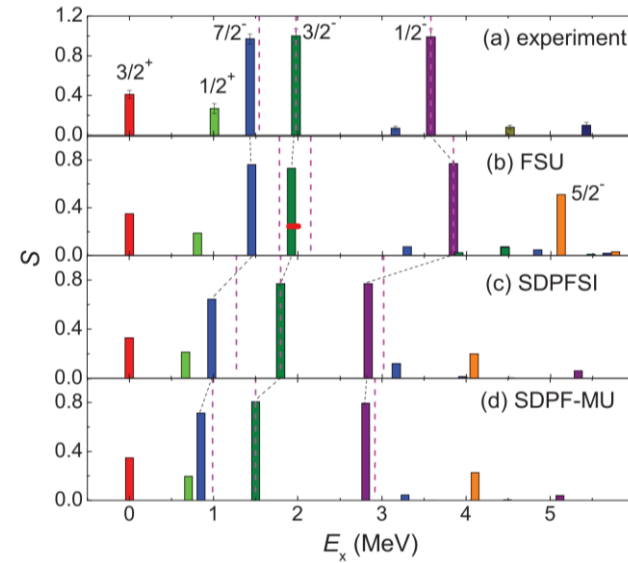 1.2
7/2⁻
3/2⁻
1/2⁻
(a) experiment
0.8
3/2⁺
1/2⁺
0.4
0.0
(b) FSU
0.8
5/2⁻
0.4
0.0
S
(c) SDPFSI
0.8
0.4
0.0
(d) SDPF-MU
0.8
0.4
0.0
0 1 2 3 4 5
Eₓ (MeV)